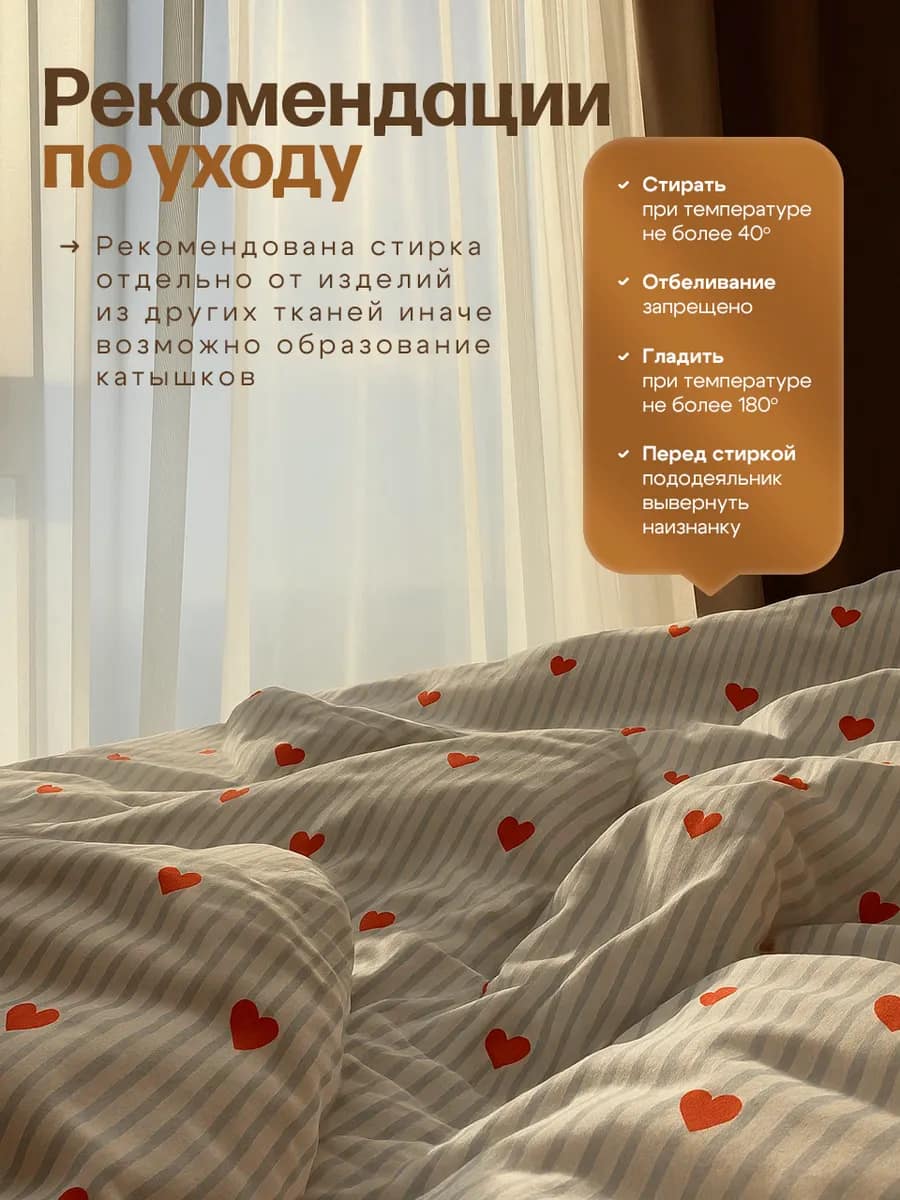 Рекомендации
по уходу
→ Рекомендована стирка
отдельно от изделий
из других тканей иначе
возможно образование
катышков
Стирать
при температуре
не более 40°
Отбеливание
запрещено
Гладить
при температуре
не более 180°
Перед стиркой
пододеяльник
вывернуть
наизнанку